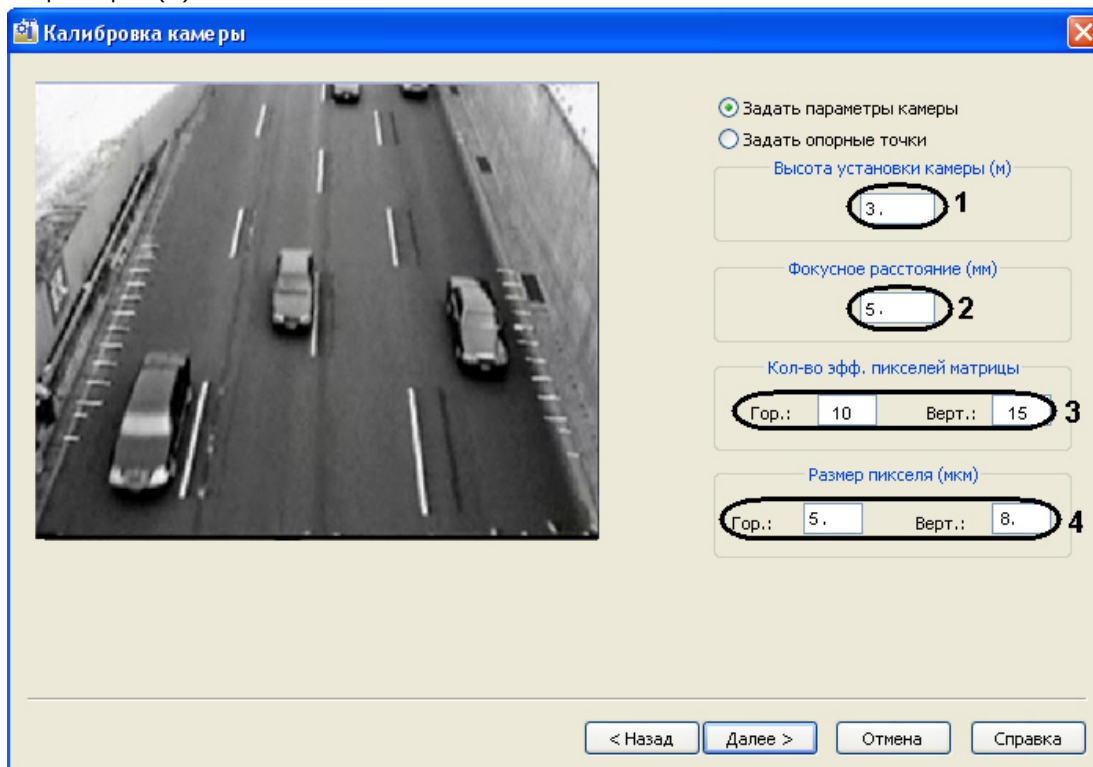 Калибровка камеры
Задать параметры камеры
Задать опорные точки
Высота установки камеры (м)
3.
1
Фокусное расстояние (мм)
5.
2
Кол-во эфф. пикселей матрицы
Гор.: 10 Верт.: 15
3
Размер пикселя (мкм)
Гор.: 5. Верт.: 8.
4
< Назад Далее > Отмена Справка